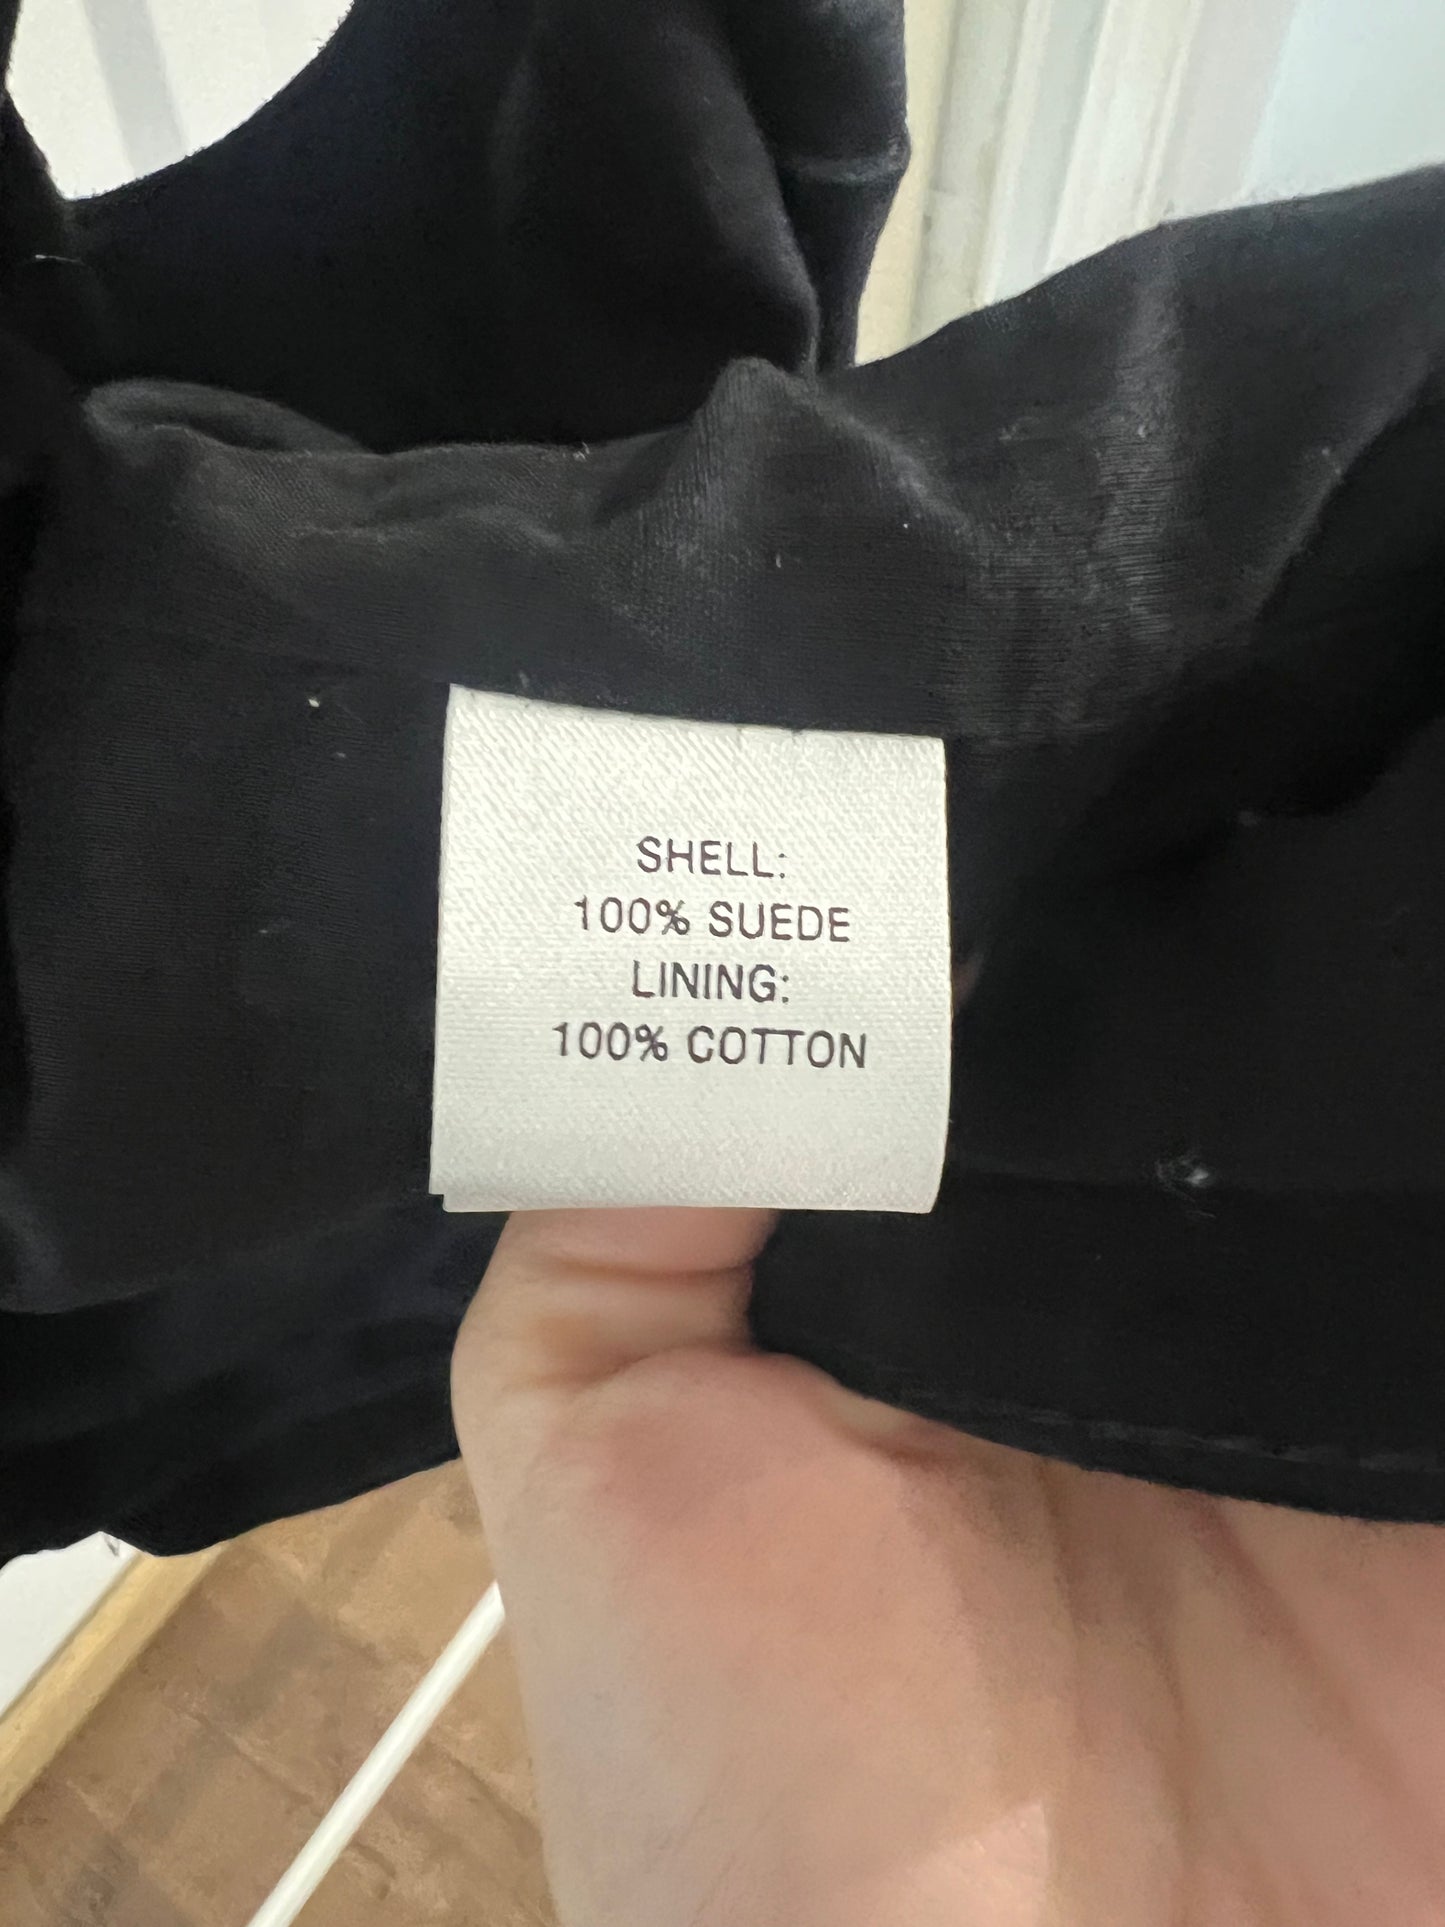 SHELL:
100% SUEDE
LINING:
100% COTTON